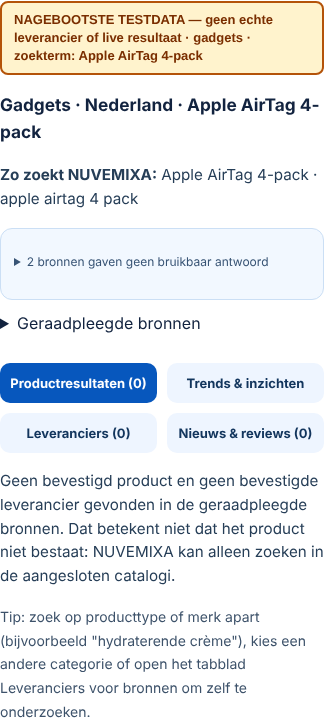 NAGEBOOTSTE TESTDATA — geen echte
leverancier of live resultaat · gadgets ·
zoekterm: Apple AirTag 4-pack
Gadgets · Nederland · Apple AirTag 4-
pack
Zo zoekt NUVEMIXA: Apple AirTag 4-pack ·
apple airtag 4 pack
2 bronnen gaven geen bruikbaar antwoord
Geraadpleegde bronnen
Productresultaten (0)
Trends & inzichten
Leveranciers (0)
Nieuws & reviews (0)
Geen bevestigd product en geen bevestigde
leverancier gevonden in de geraadpleegde
bronnen. Dat betekent niet dat het product
niet bestaat: NUVEMIXA kan alleen zoeken in
de aangesloten catalogi.
Tip: zoek op producttype of merk apart
(bijvoorbeeld "hydraterende crème"), kies een
andere categorie of open het tabblad
Leveranciers voor bronnen om zelf te
onderzoeken.